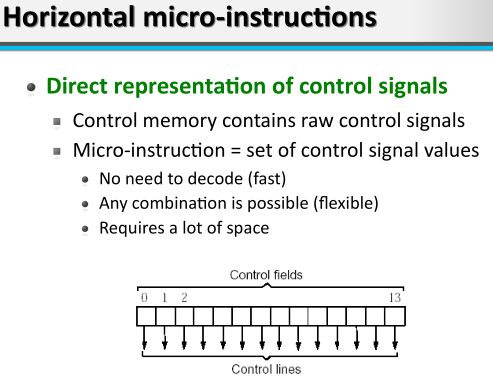 Horizontal micro-instructions
Direct representation of control signals
Control memory contains raw control signals
Micro-instruction = set of control signal values
No need to decode (fast)
Any combination is possible (flexible)
Requires a lot of space
Control fields
0 1 2 13
Control lines